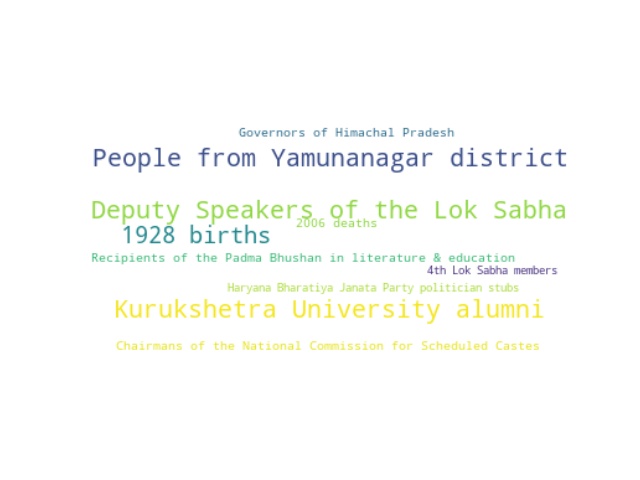 Governors of Himachal Pradesh
People from Yamunanagar district
Deputy Speakers of the Lok Sabha
2006 deaths
1928 births
Recipients of the Padma Bhushan in literature & education
4th Lok Sabha members
Haryana Bharatiya Janata Party politician stubs
Kurukshetra University alumni
Chairmans of the National Commission for Scheduled Castes